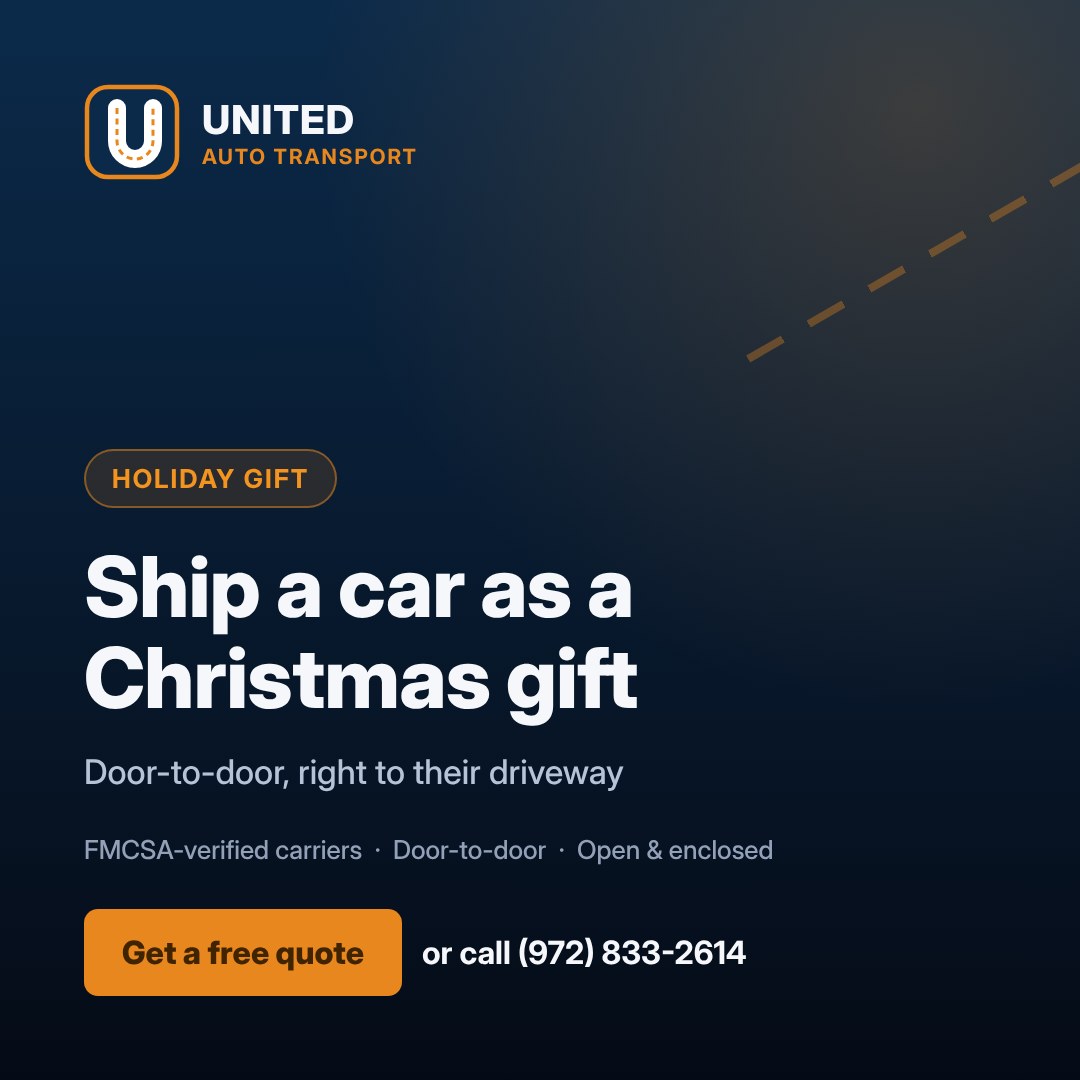 U
UNITED
AUTO TRANSPORT
HOLIDAY GIFT
Ship a car as a
Christmas gift
Door-to-door, right to their driveway
FMCSA-verified carriers · Door-to-door · Open & enclosed
Get a free quote or call (972) 833-2614